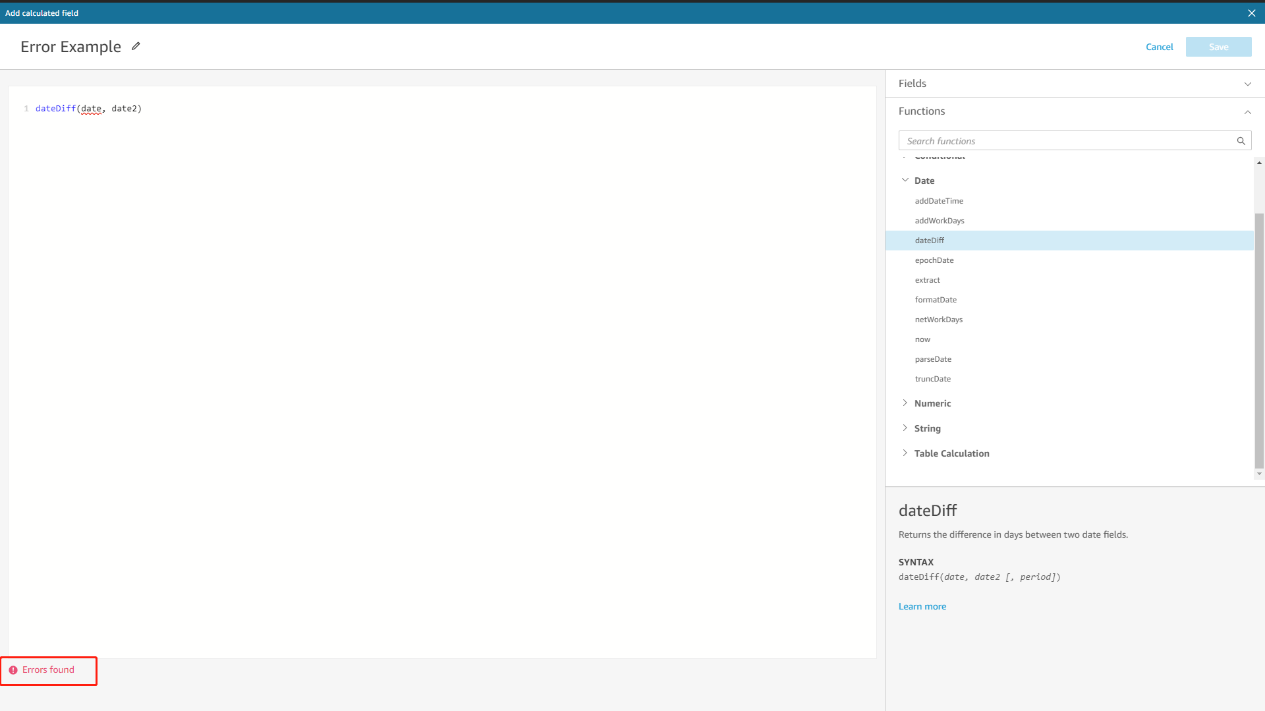 Add calculated field
Error Example
Cancel
Save
1 dateDiff(date, date2)
Errors found
Fields
Functions
Search functions
Conditional
Date
addDateTime
addWorkDays
dateDiff
epochDate
extract
formatDate
netWorkDays
now
parseDate
truncDate
Numeric
String
Table Calculation
dateDiff
Returns the difference in days between two date fields.
SYNTAX
dateDiff(date, date2 [, period])
Learn more